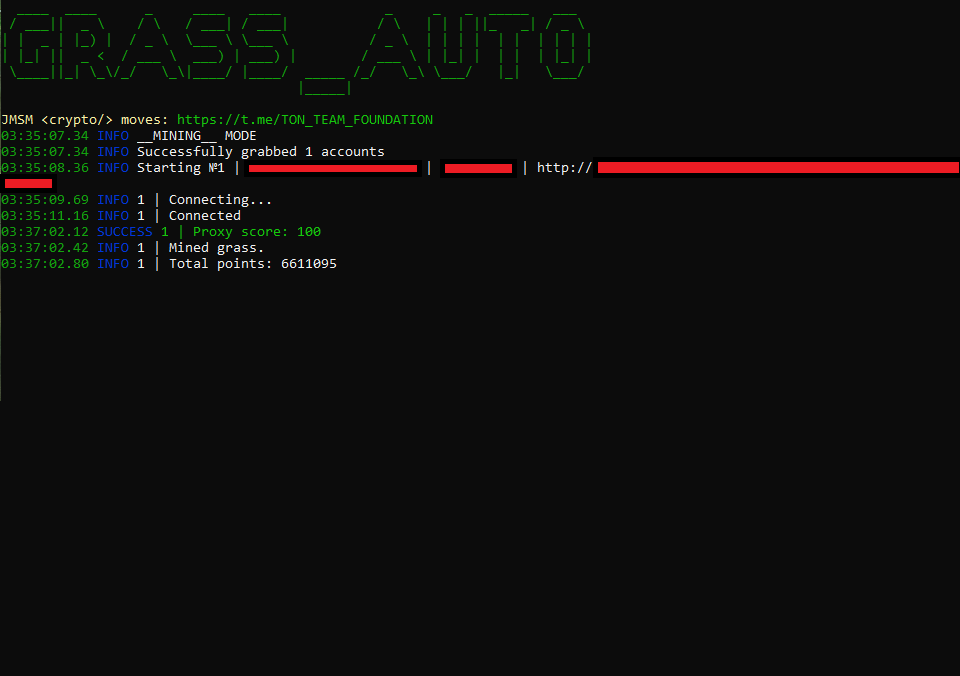 GRASS_AUTO
JMSM <crypto/> moves: https://t.me/TON_TEAM_FOUNDATION
03:35:07.34 INFO __MINING__ MODE
03:35:07.34 INFO Successfully grabbed 1 accounts
03:35:08.36 INFO Starting №1 | | | http://
03:35:09.69 INFO 1 | Connecting...
03:35:11.16 INFO 1 | Connected
03:37:02.12 SUCCESS 1 | Proxy score: 100
03:37:02.42 INFO 1 | Mined grass.
03:37:02.80 INFO 1 | Total points: 6611095